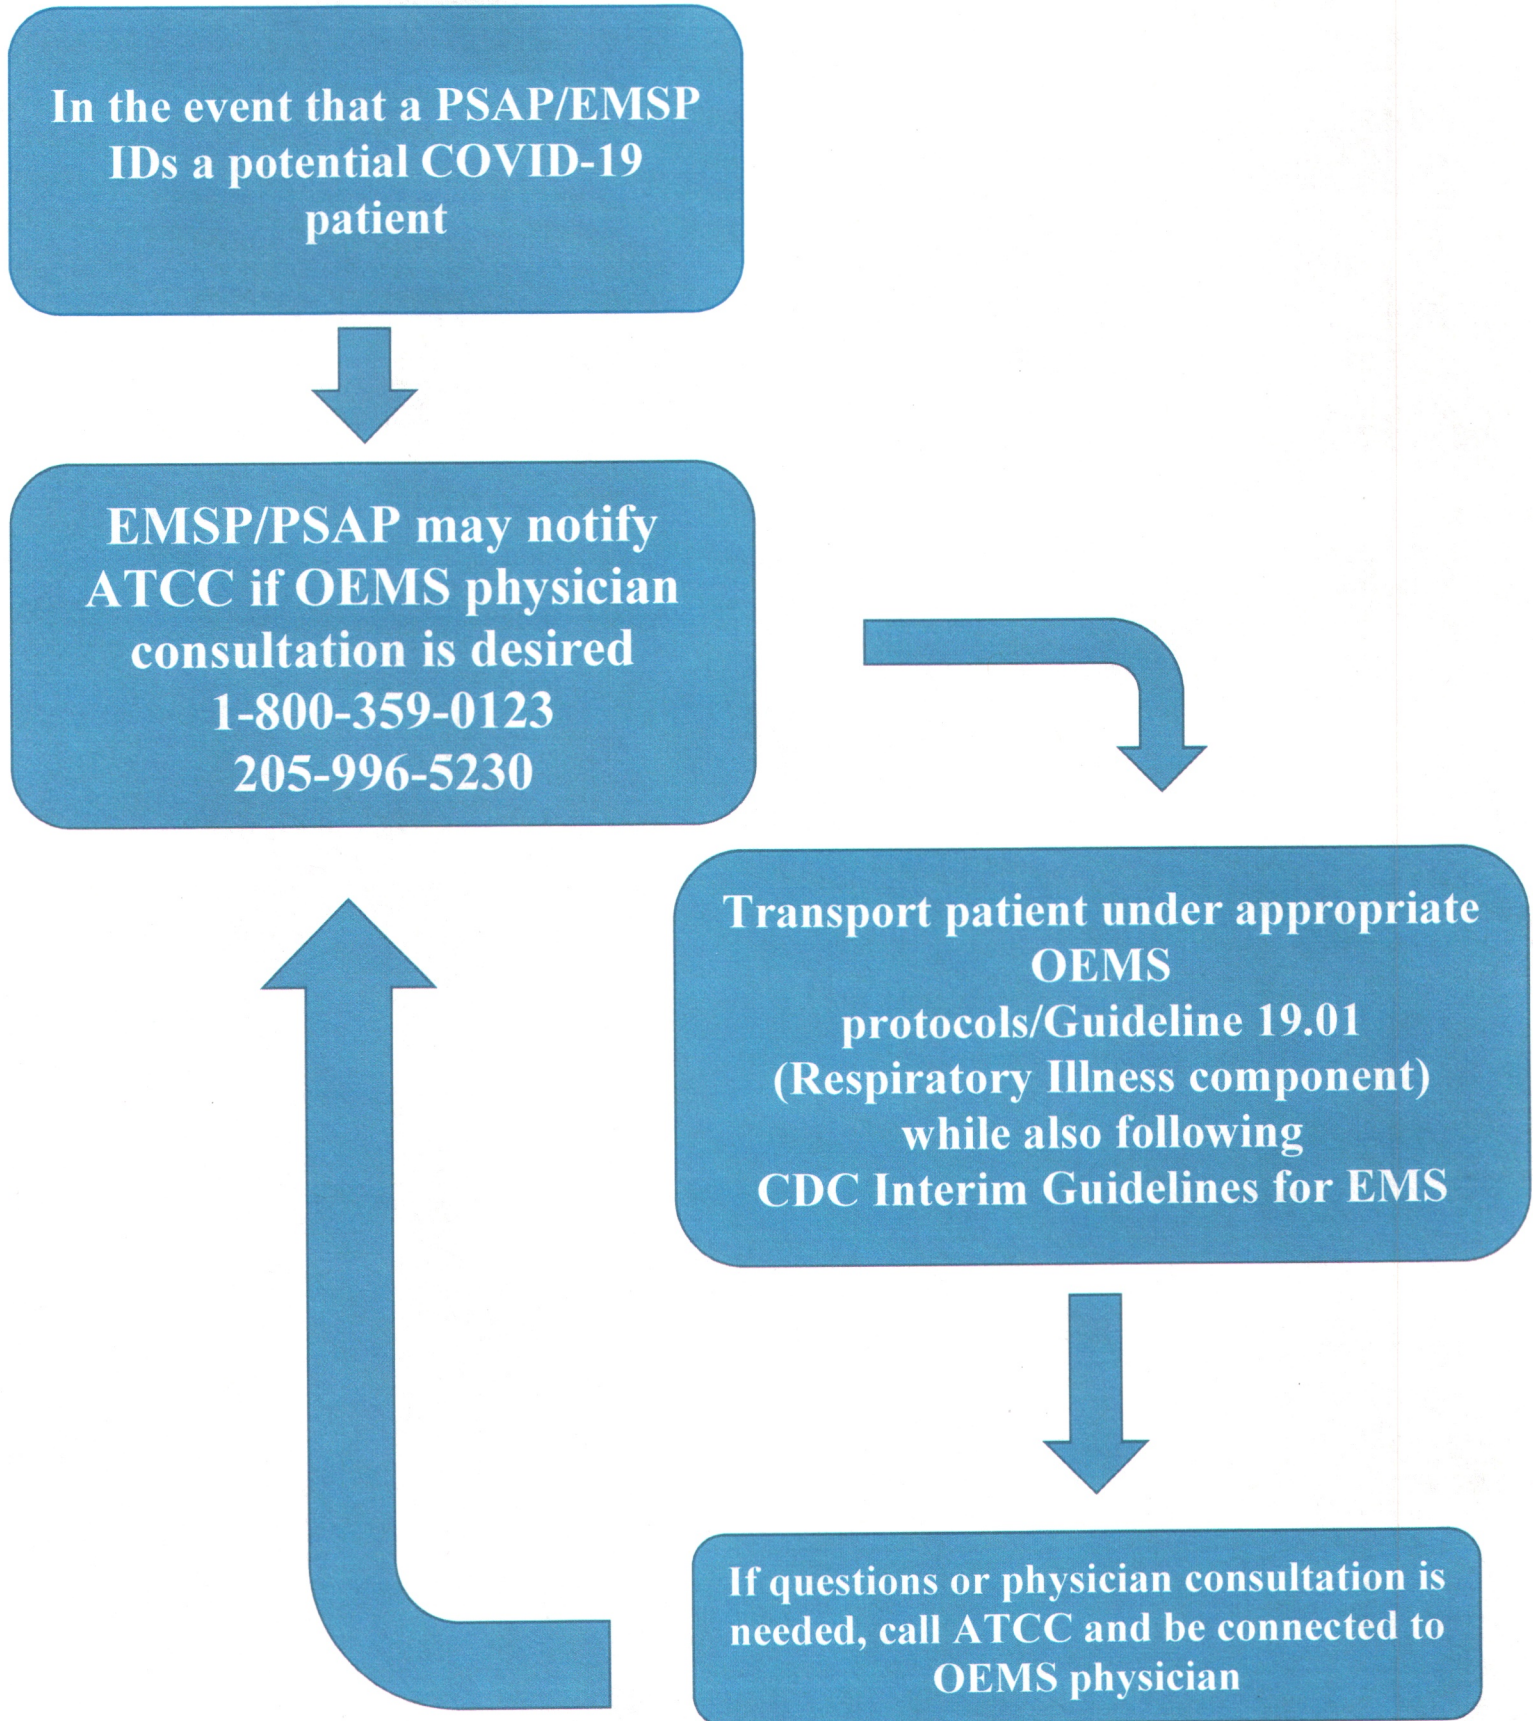 In the event that a PSAP/EMSP
IDs a potential COVID-19
patient
EMSP/PSAP may notify
ATCC if OEMS physician
consultation is desired
1-800-359-0123
205-996-5230
Transport patient under appropriate
OEMS
protocols/Guideline 19.01
(Respiratory Illness component)
while also following
CDC Interim Guidelines for EMS
If questions or physician consultation is
needed, call ATCC and be connected to
OEMS physician